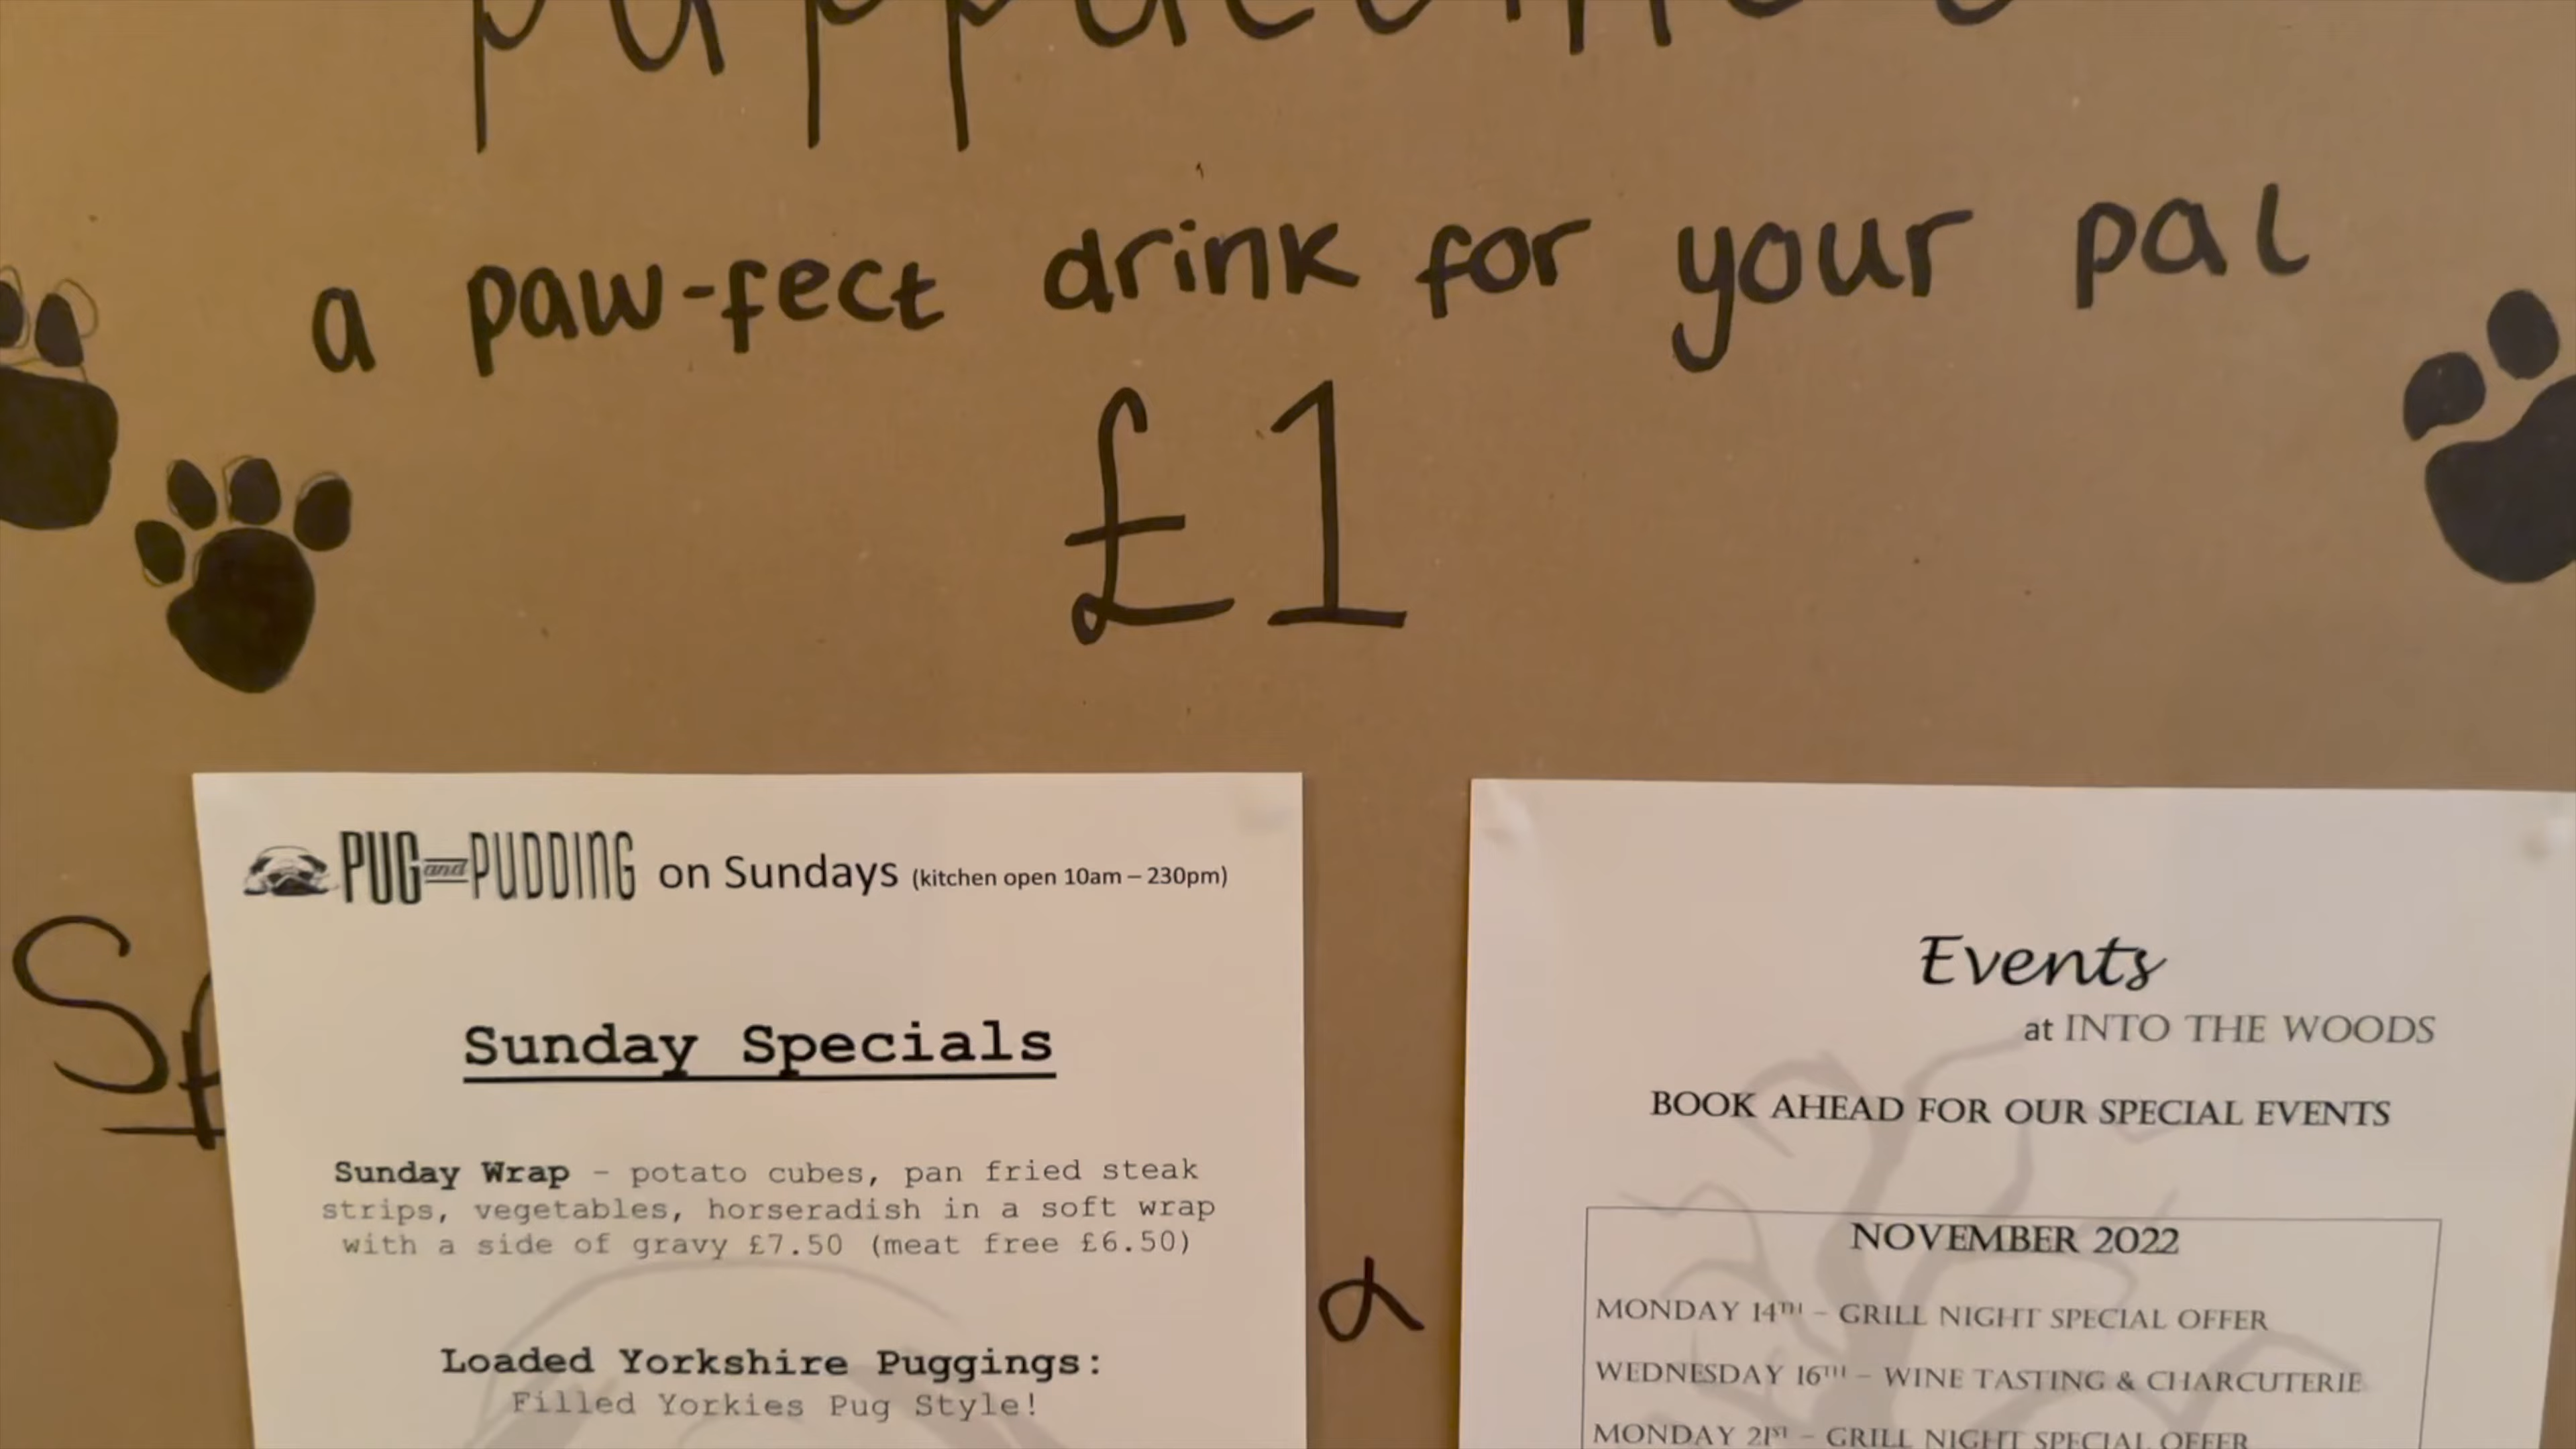 a paw-fect drink for your pal
£1
PUG and PUDDING on Sundays (kitchen open 10am – 230pm)
Sunday Specials
Sunday Wrap – potato cubes, pan fried steak
strips, vegetables, horseradish in a soft wrap
with a side of gravy £7.50 (meat free £6.50)
Loaded Yorkshire Puggings:
Filled Yorkies Pug Style!
&
Events
at INTO THE WOODS
BOOK AHEAD FOR OUR SPECIAL EVENTS
NOVEMBER 2022
MONDAY 14TH – GRILL NIGHT SPECIAL OFFER
WEDNESDAY 16TH – WINE TASTING & CHARCUTERIE
MONDAY 21ST – GRILL NIGHT SPECIAL OFFER